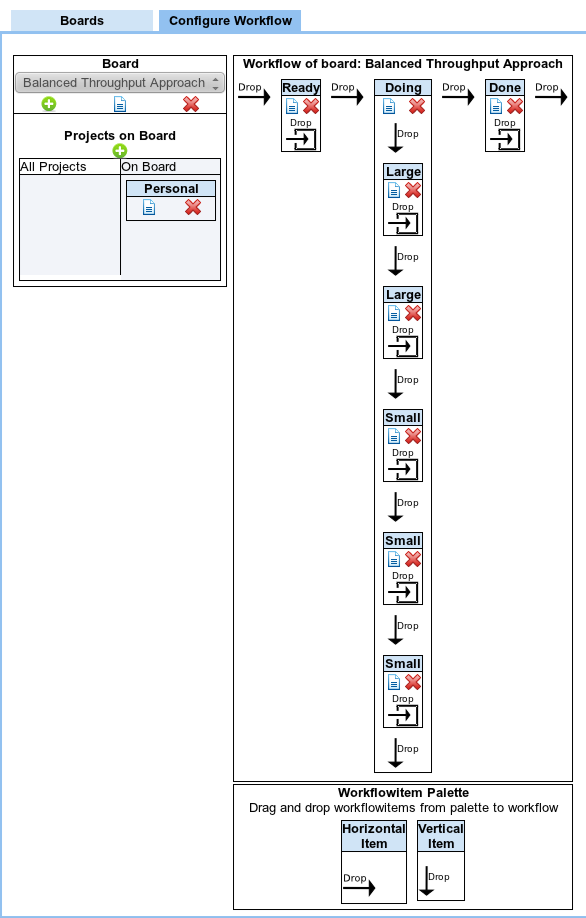 Boards
Configure Workflow
Board
Balanced Throughput Approach
Projects on Board
All Projects
On Board
Personal
Workflow of board: Balanced Throughput Approach
Drop
Ready
Drop
Drop
Doing
Drop
Large
Drop
Drop
Large
Drop
Drop
Small
Drop
Drop
Small
Drop
Drop
Small
Drop
Drop
Drop
Done
Drop
Drop
Workflowitem Palette
Drag and drop workflowitems from palette to workflow
Horizontal
Item
Drop
Vertical
Item
Drop